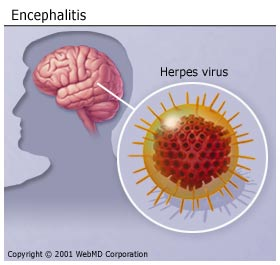 Encephalitis
Herpes virus
Copyright © 2001 WebMD Corporation